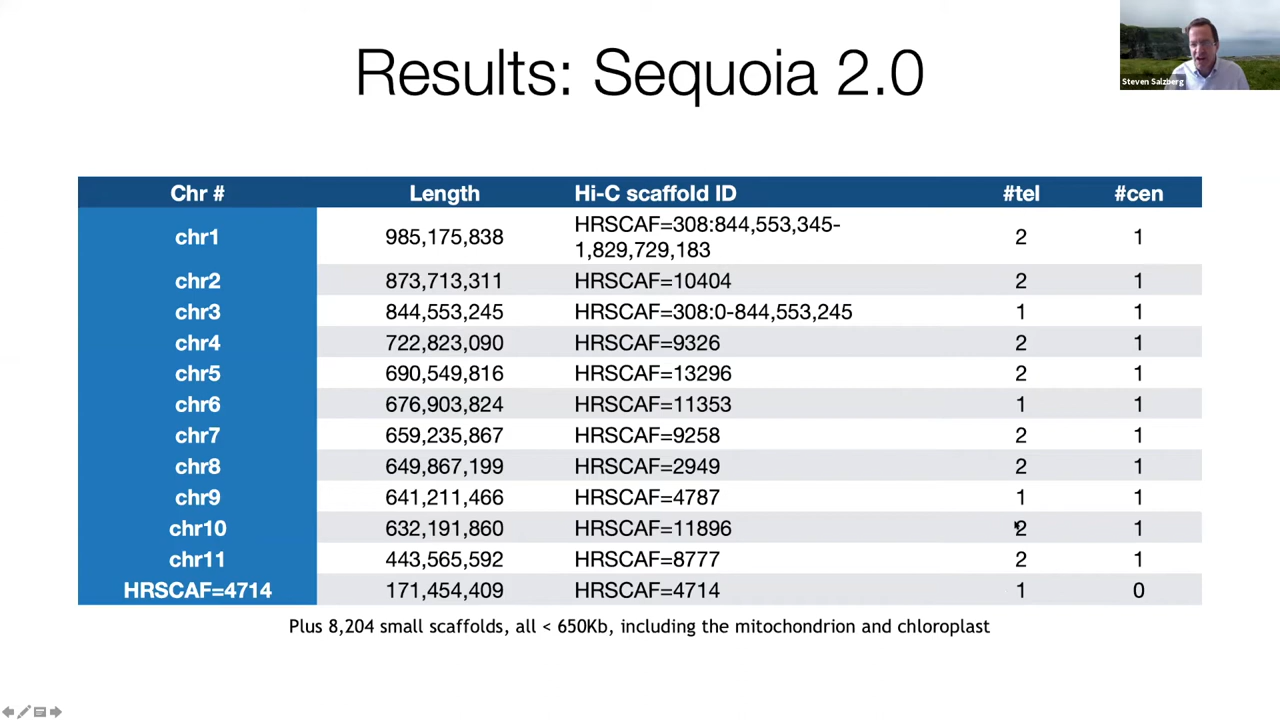 Results: Sequoia 2.0
Steven Salzberg
Chr # Length Hi-C scaffold ID #tel #cen
chr1 985,175,838 HRSCAF=308:844,553,345-1,829,729,183 2 1
chr2 873,713,311 HRSCAF=10404 2 1
chr3 844,553,245 HRSCAF=308:0-844,553,245 1 1
chr4 722,823,090 HRSCAF=9326 2 1
chr5 690,549,816 HRSCAF=13296 2 1
chr6 676,903,824 HRSCAF=11353 1 1
chr7 659,235,867 HRSCAF=9258 2 1
chr8 649,867,199 HRSCAF=2949 2 1
chr9 641,211,466 HRSCAF=4787 1 1
chr10 632,191,860 HRSCAF=11896 2 1
chr11 443,565,592 HRSCAF=8777 2 1
HRSCAF=4714 171,454,409 HRSCAF=4714 1 0
Plus 8,204 small scaffolds, all < 650Kb, including the mitochondrion and chloroplast